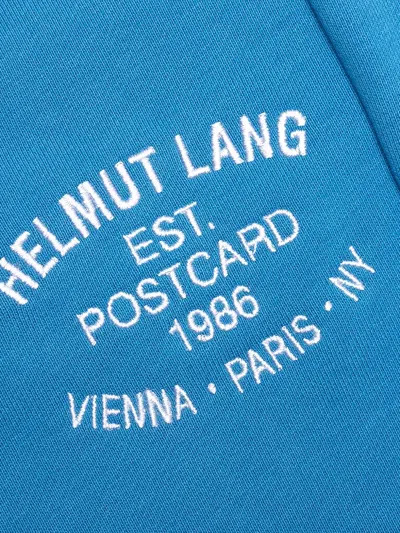 HELMUT LANG
EST.
POSTCARD
1986
VIENNA • PARIS • NY